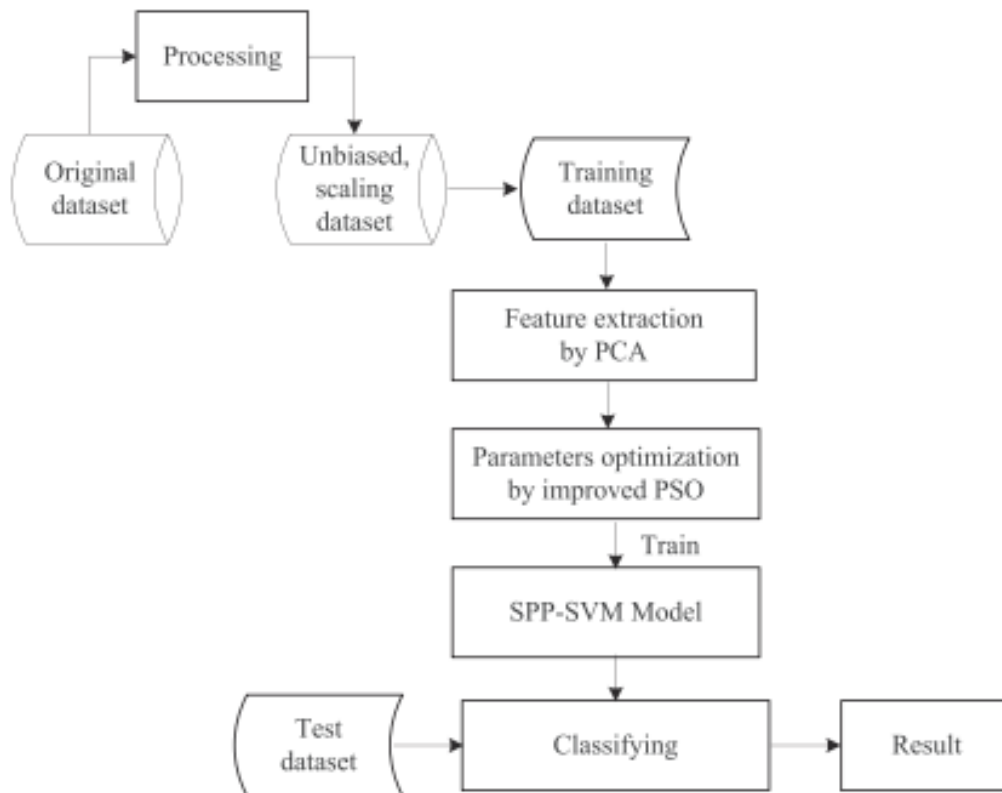 Processing
Original
dataset
Unbiased,
scaling
dataset
Training
dataset
Feature extraction
by PCA
Parameters optimization
by improved PSO
Train
SPP-SVM Model
Test
dataset
Classifying
Result